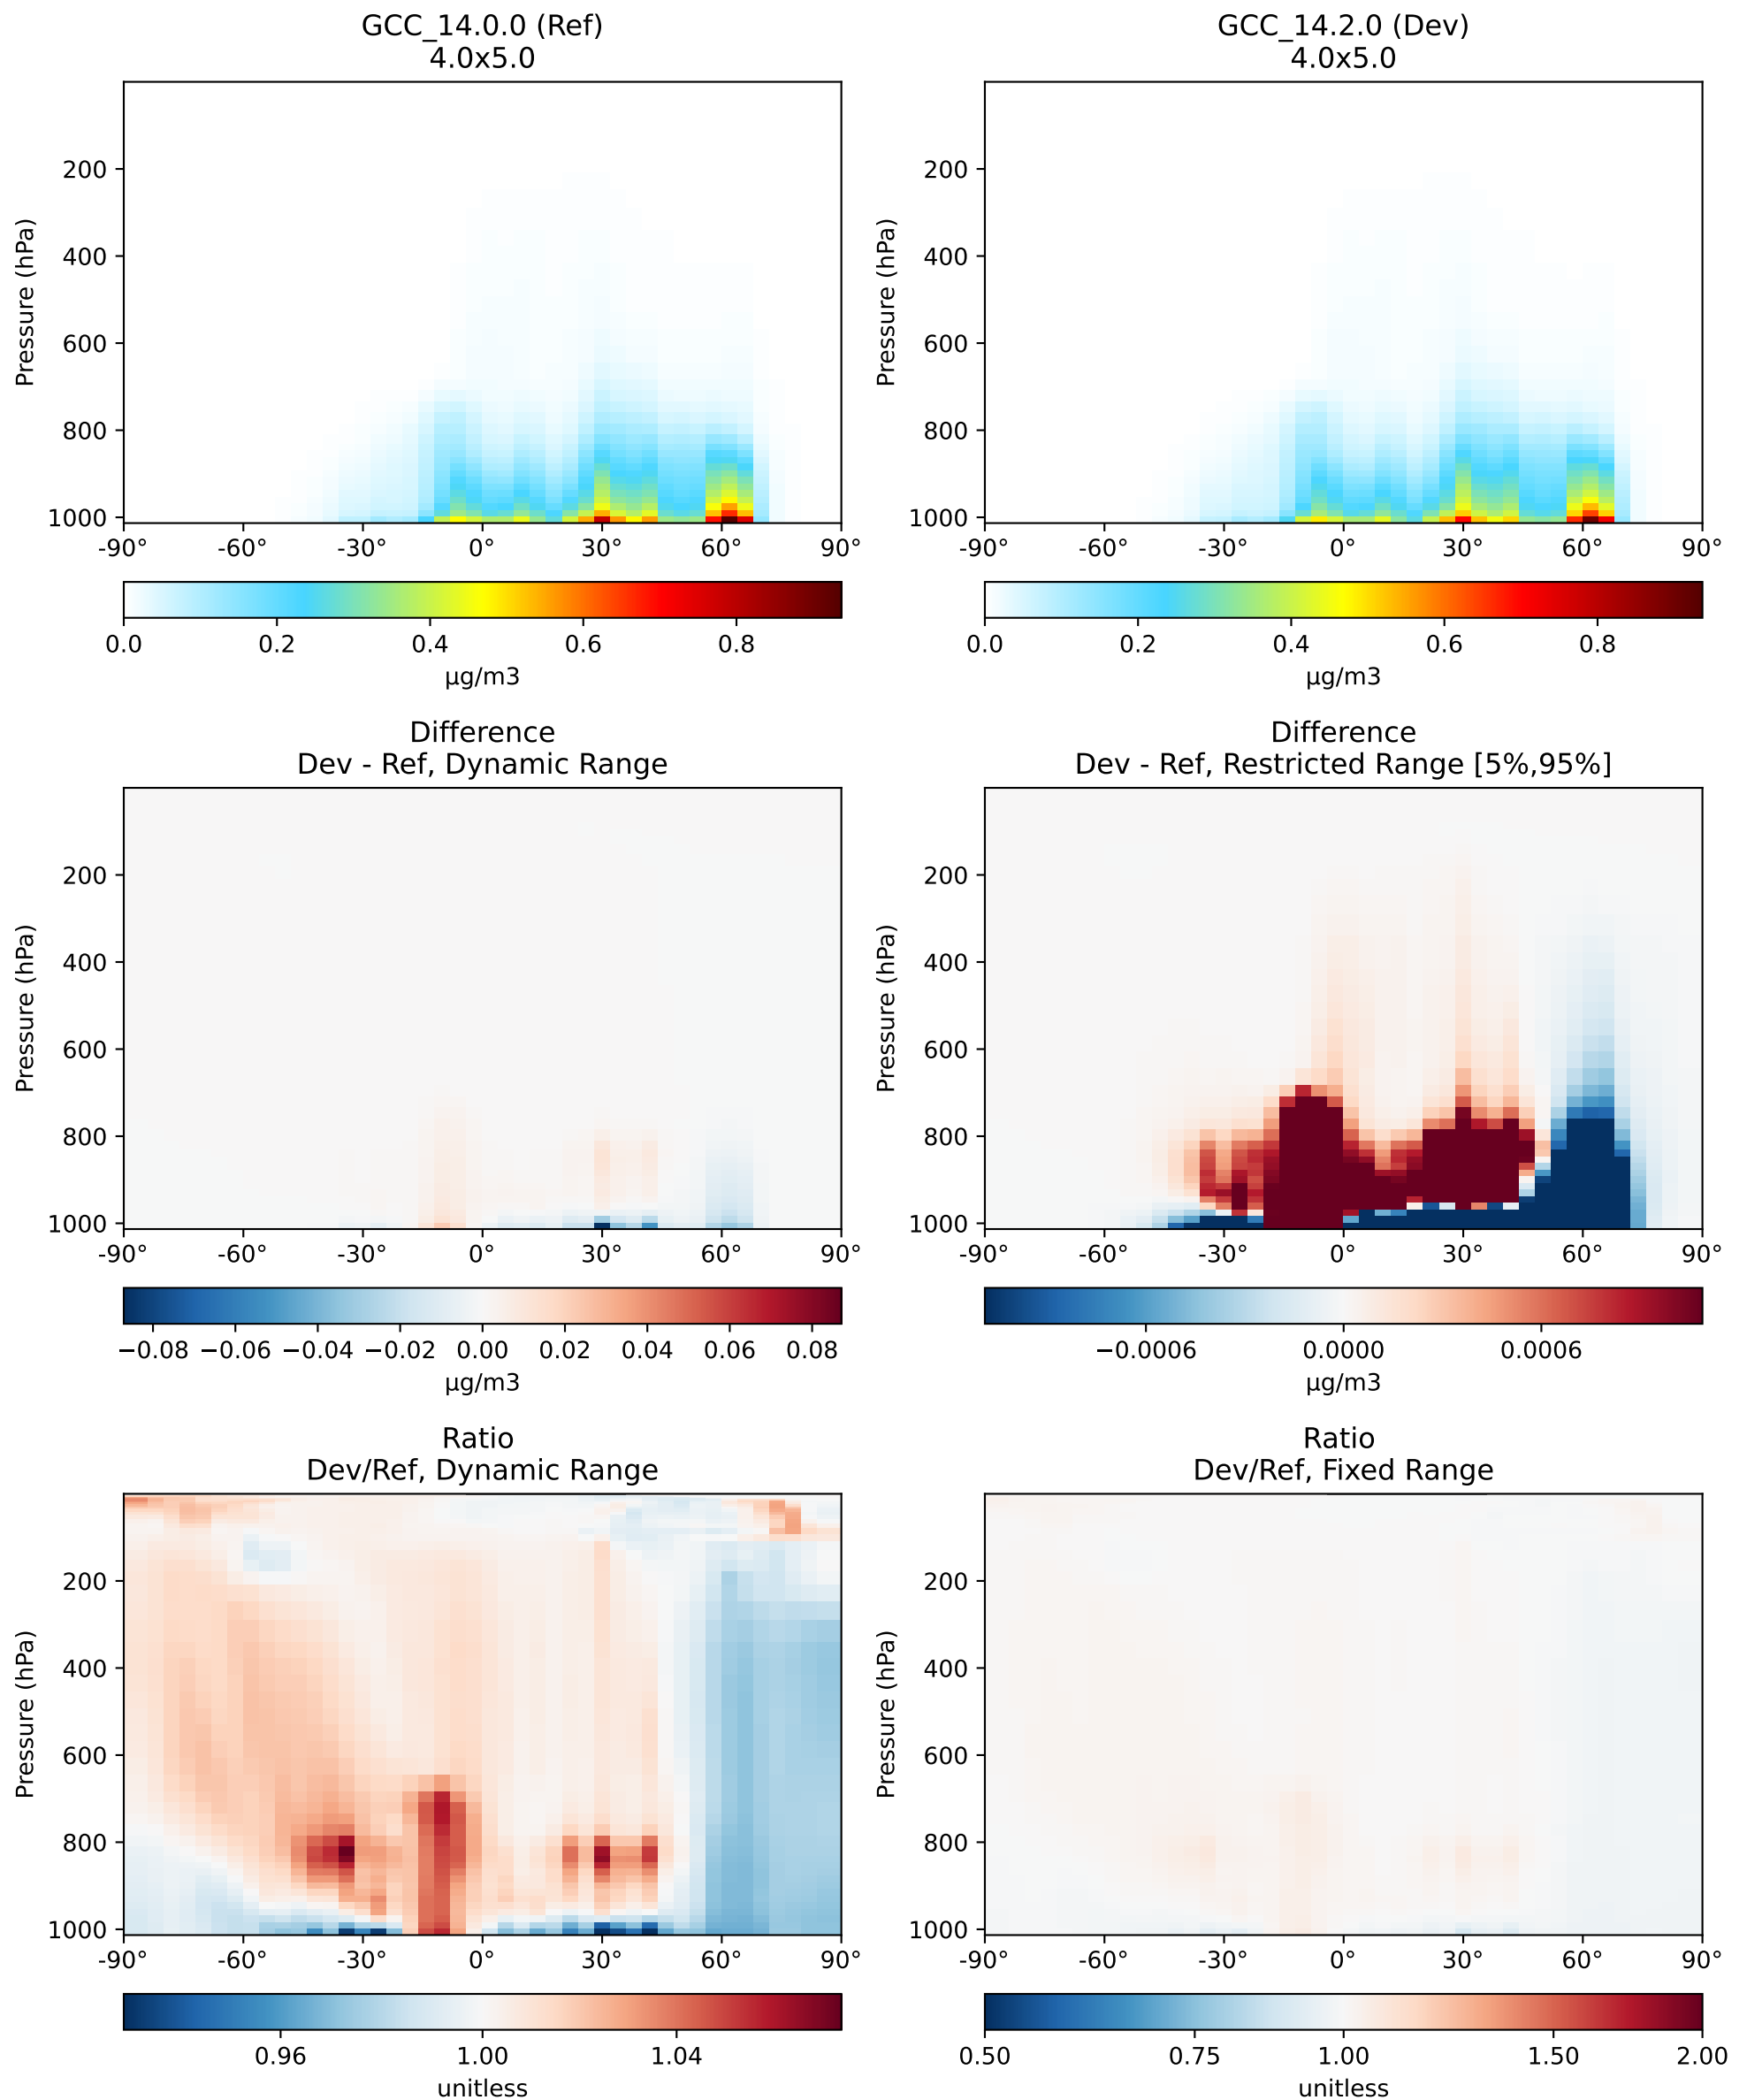 GCC_14.0.0 (Ref)
4.0x5.0
Pressure (hPa)
200
400
600
800
1000
-90° -60° -30° 0° 30° 60° 90°
0.0 0.2 0.4 0.6 0.8
µg/m3
GCC_14.2.0 (Dev)
4.0x5.0
Pressure (hPa)
200
400
600
800
1000
-90° -60° -30° 0° 30° 60° 90°
0.0 0.2 0.4 0.6 0.8
µg/m3
Difference
Dev - Ref, Dynamic Range
Pressure (hPa)
200
400
600
800
1000
-90° -60° -30° 0° 30° 60° 90°
−0.08 −0.06 −0.04 −0.02 0.00 0.02 0.04 0.06 0.08
µg/m3
Difference
Dev - Ref, Restricted Range [5%,95%]
Pressure (hPa)
200
400
600
800
1000
-90° -60° -30° 0° 30° 60° 90°
−0.0006 0.0000 0.0006
µg/m3
Ratio
Dev/Ref, Dynamic Range
Pressure (hPa)
200
400
600
800
1000
-90° -60° -30° 0° 30° 60° 90°
0.96 1.00 1.04
unitless
Ratio
Dev/Ref, Fixed Range
Pressure (hPa)
200
400
600
800
1000
-90° -60° -30° 0° 30° 60° 90°
0.50 0.75 1.00 1.50 2.00
unitless